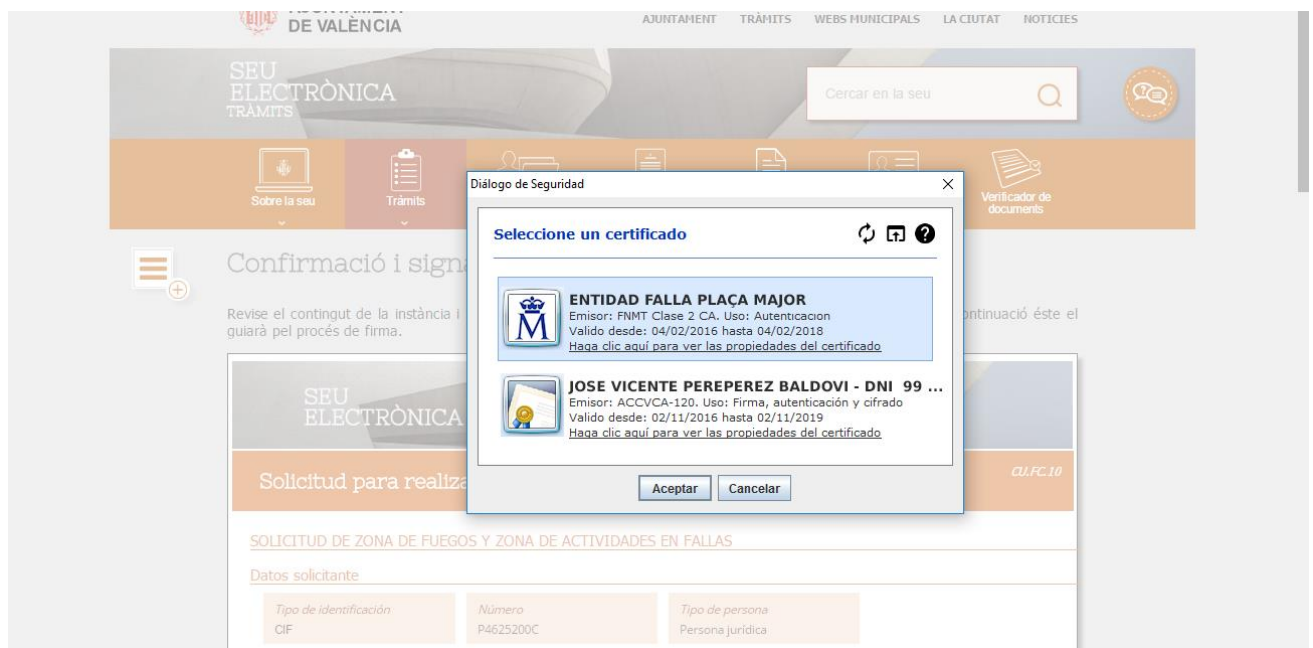 DE VALÈNCIA
AJUNTAMENT TRÀMITS WEBS MUNICIPALS LA CIUTAT NOTICIES
SEU
ELECTRÒNICA
TRÀMITS
Cercar en la seu
Sobre la seu
Tràmits
Verificador de
documents
Diálogo de Seguridad
Seleccione un certificado
ENTIDAD FALLA PLAÇA MAJOR
Emisor: FNMT Clase 2 CA. Uso: Autenticacion
Valido desde: 04/02/2016 hasta 04/02/2018
Haga clic aquí para ver las propiedades del certificado
JOSE VICENTE PEREPEREZ BALDOVI - DNI 99 ...
Emisor: ACCVCA-120. Uso: Firma, autenticación y cifrado
Valido desde: 02/11/2016 hasta 02/11/2019
Haga clic aquí para ver las propiedades del certificado
Aceptar Cancelar
Confirmació i signa
Revise el contingut de la instància i
ontinuació éste el
guiarà pel procés de firma.
SEU
ELECTRÒNICA
Solicitud para realiza
CU.FC.10
SOLICITUD DE ZONA DE FUEGOS Y ZONA DE ACTIVIDADES EN FALLAS
Datos solicitante
Tipo de identificación Número Tipo de persona
CIF P4625200C Persona jurídica